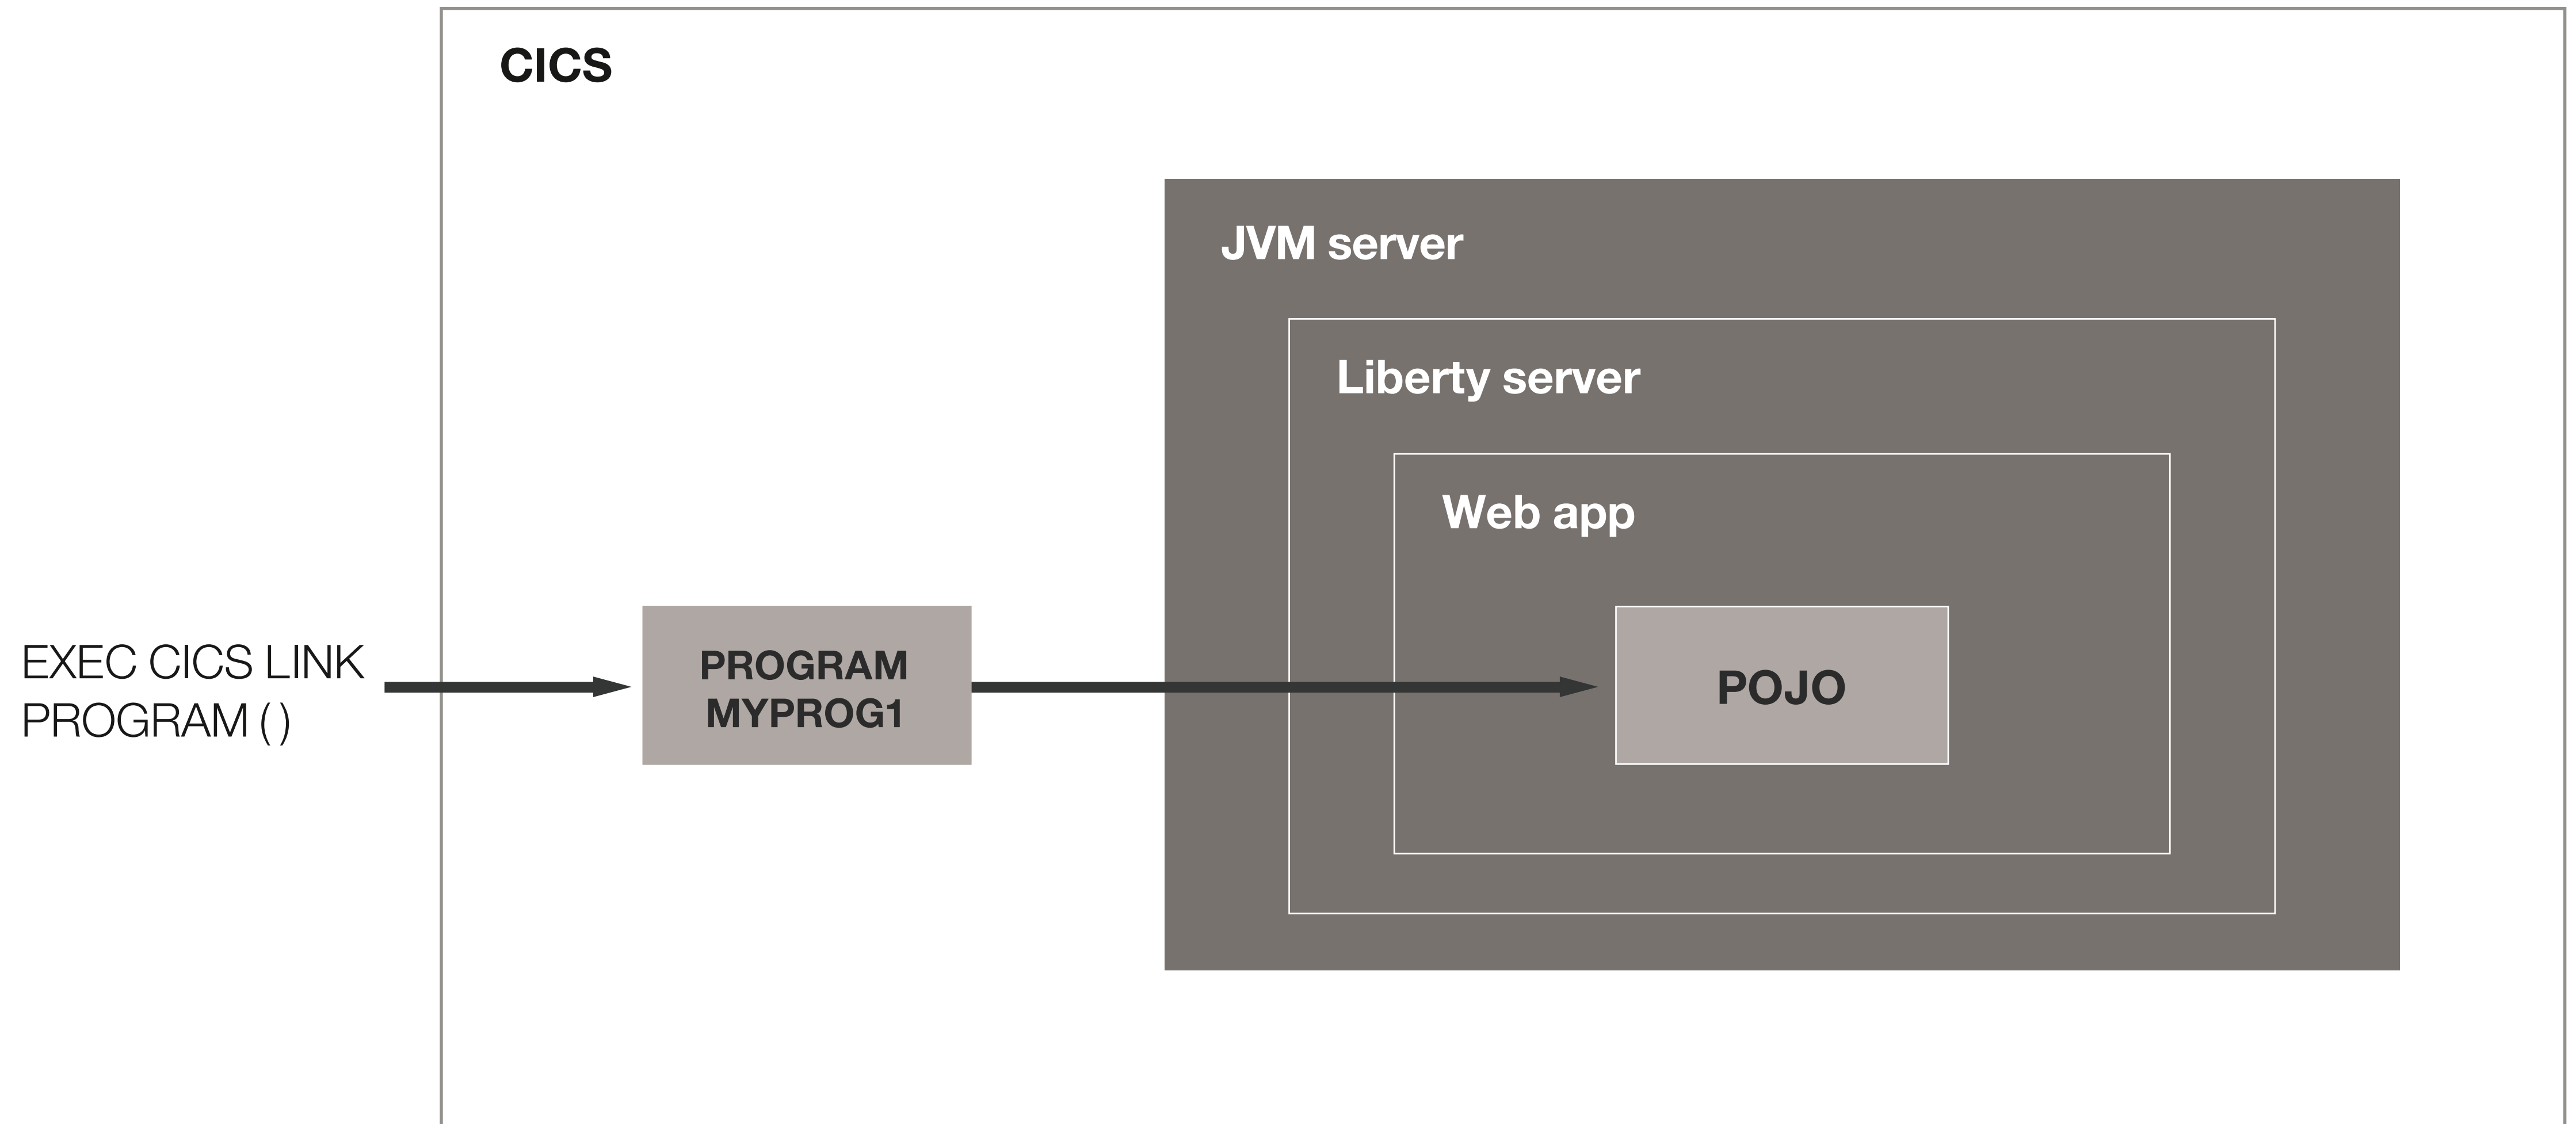 CICS
JVM server
Liberty server
Web app
EXEC CICS LINK
PROGRAM ( )
PROGRAM
MYPROG1
POJO